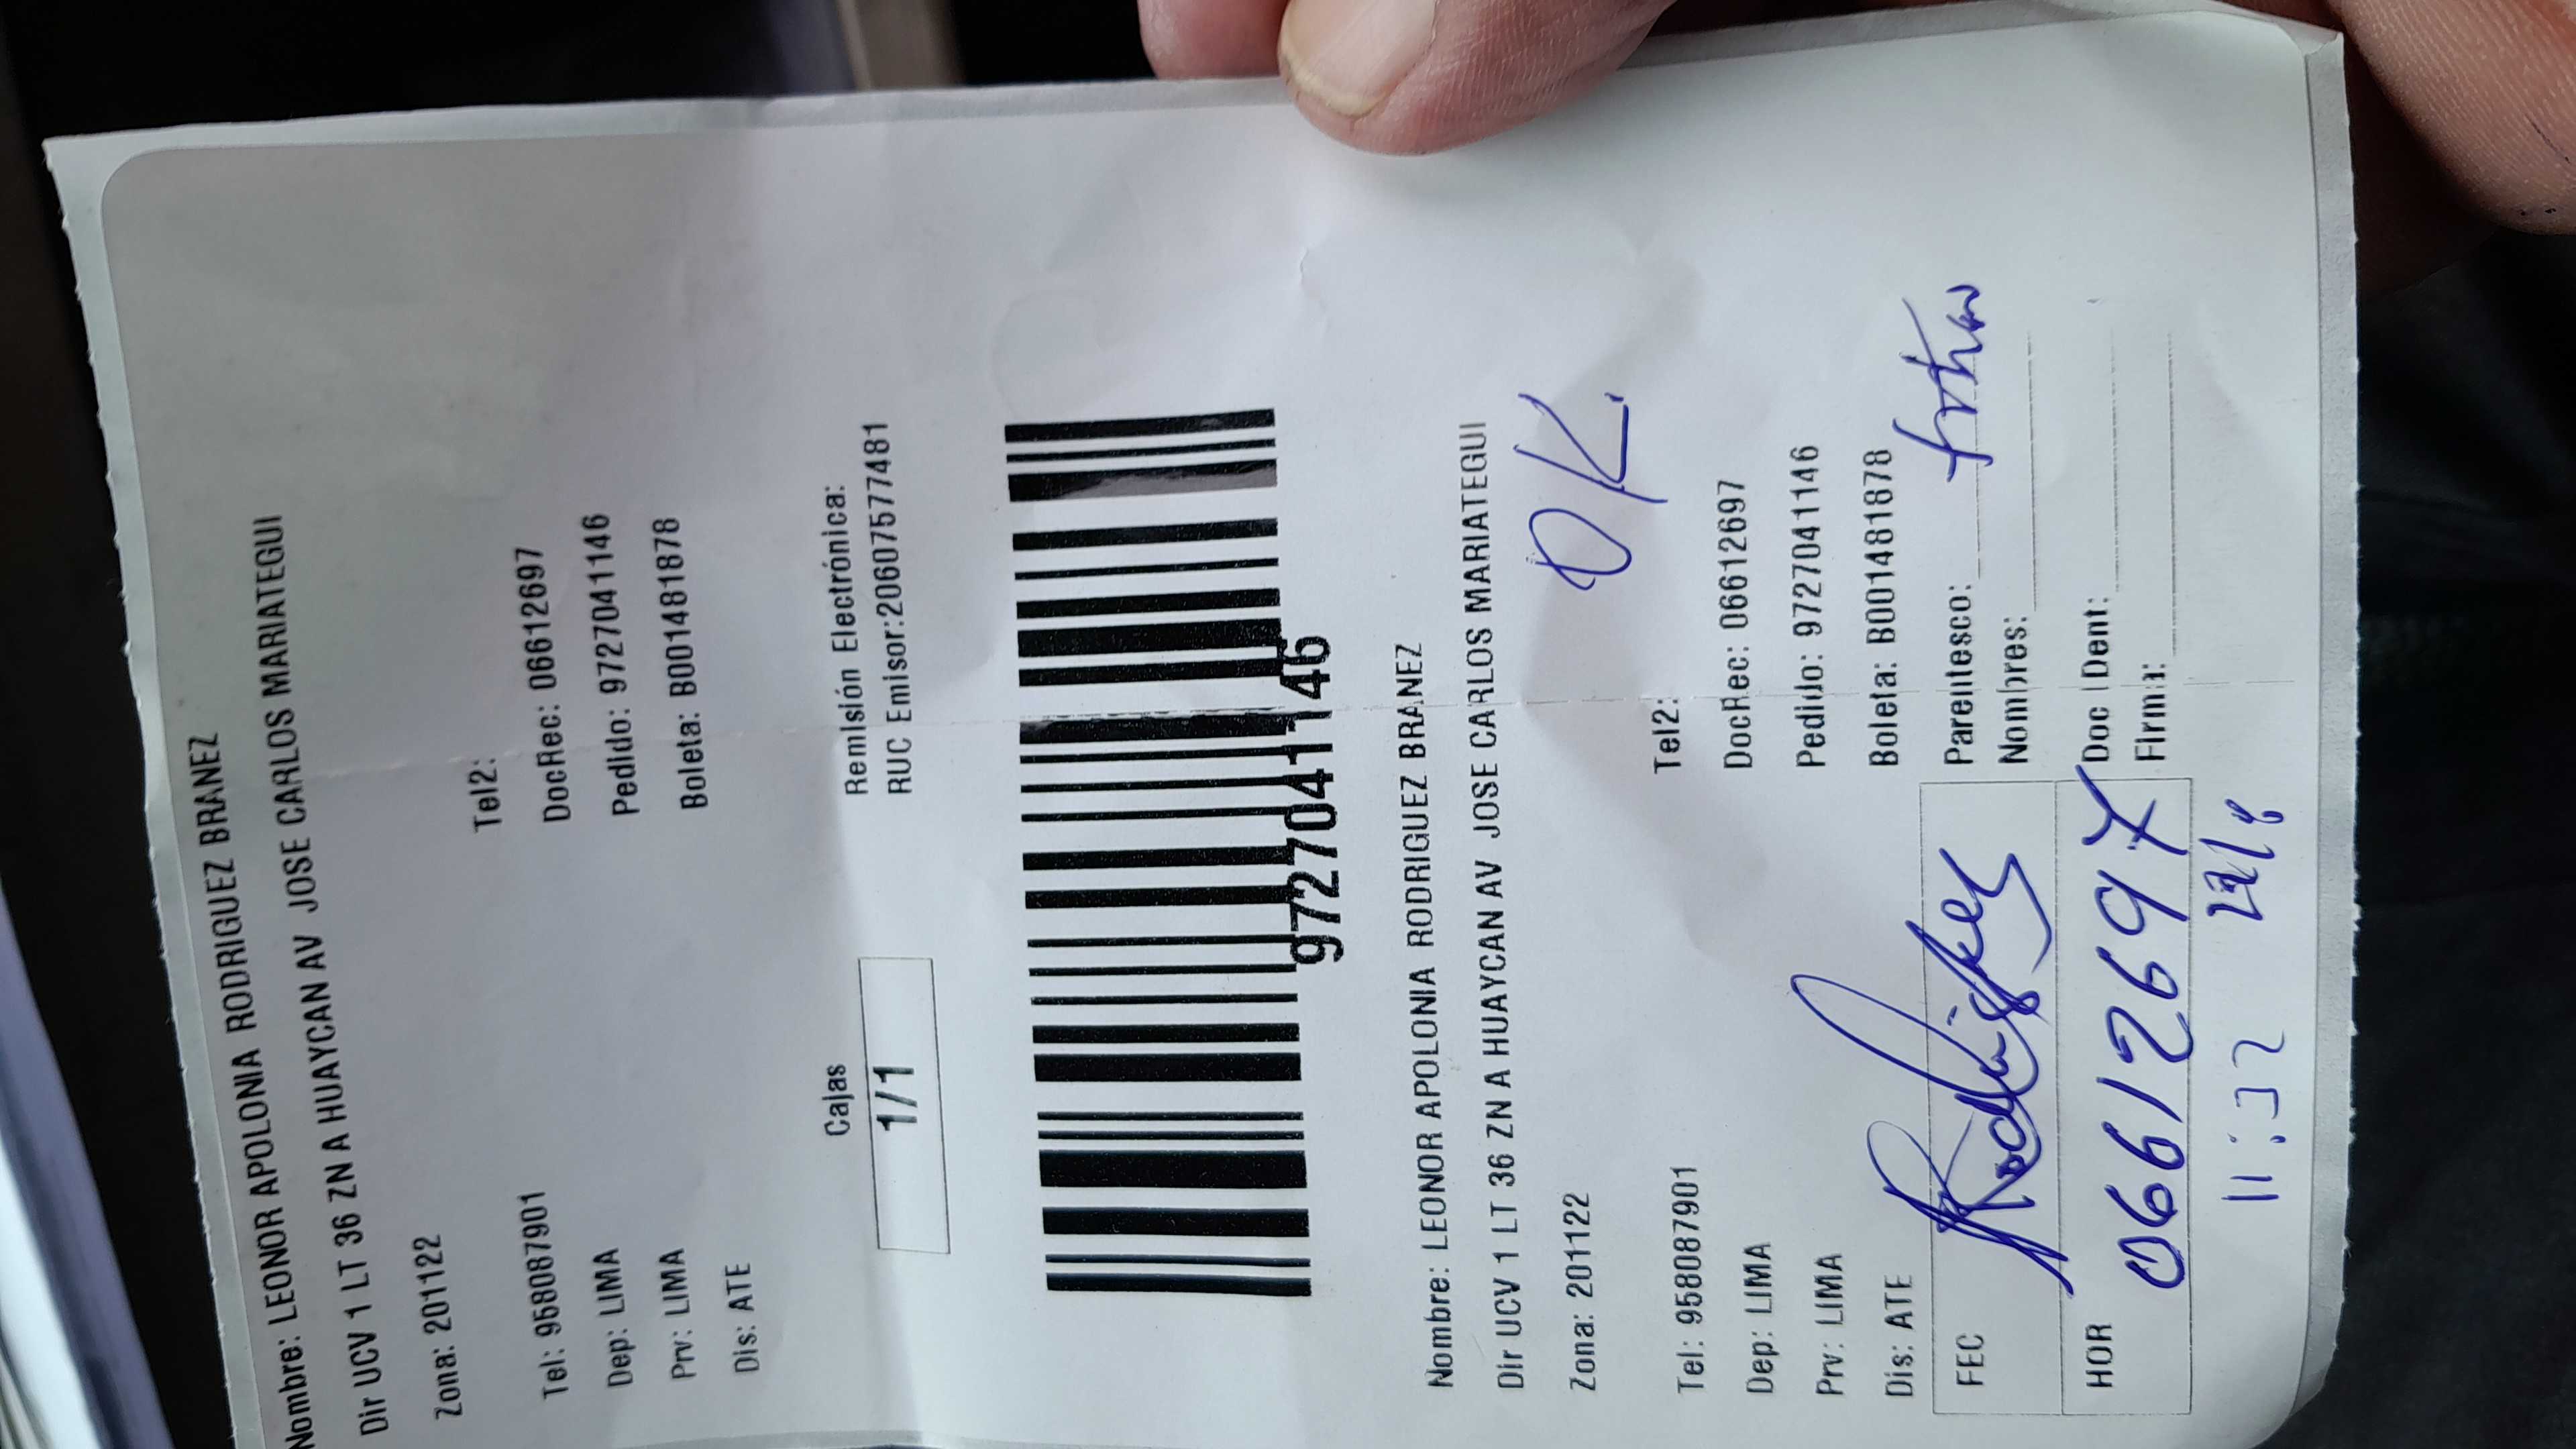 Nombre: LEONOR APOLONIA RODRIGUEZ BRANEZ
Dir UCV 1 LT 36 ZN A HUAYCAN AV JOSE CARLOS MARIATEGUI
Zona: 201122
Tel: 958087901 Tel2:
Dep: LIMA DocRec: 06612697
Prv: LIMA Pedido: 9727041146
Dis: ATE Boleta: B001481878
Cajas Remisión Electrónica:
1/1 RUC Emisor:20607577481
9727041146
Nombre: LEONOR APOLONIA RODRIGUEZ BRANEZ
Dir UCV 1 LT 36 ZN A HUAYCAN AV JOSE CARLOS MARIATEGUI
OK.
Zona: 201122
Tel: 958087901 Tel2:
Dep: LIMA DocRec: 06612697
Prv: LIMA Pedido: 9727041146
Dis: ATE Boleta: B001481878
FEC Parentesco:
Nombres:
HOR 06612697 Doc Ident:
Firma:
11:32